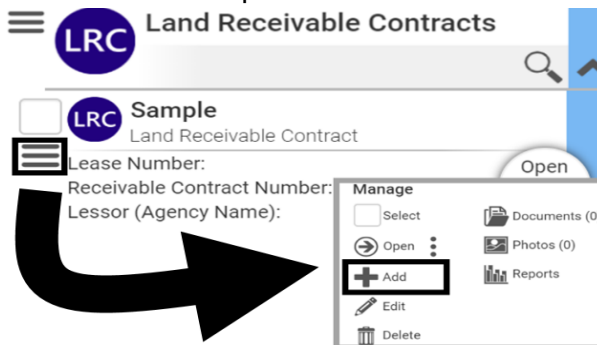 LRC Land Receivable Contracts
LRC Sample
Land Receivable Contract
Lease Number:
Receivable Contract Number:
Lessor (Agency Name):
Open
Manage
Select
Documents (0
Open
Photos (0)
Add
Reports
Edit
Delete